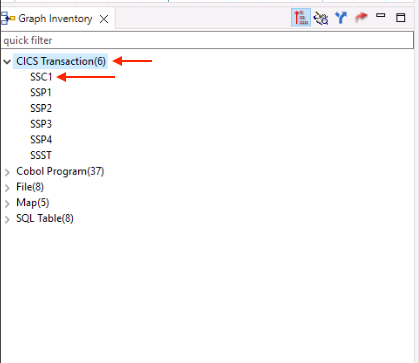 Graph Inventory
quick filter
CICS Transaction(6)
SSC1
SSP1
SSP2
SSP3
SSP4
SSST
Cobol Program(37)
File(8)
Map(5)
SQL Table(8)